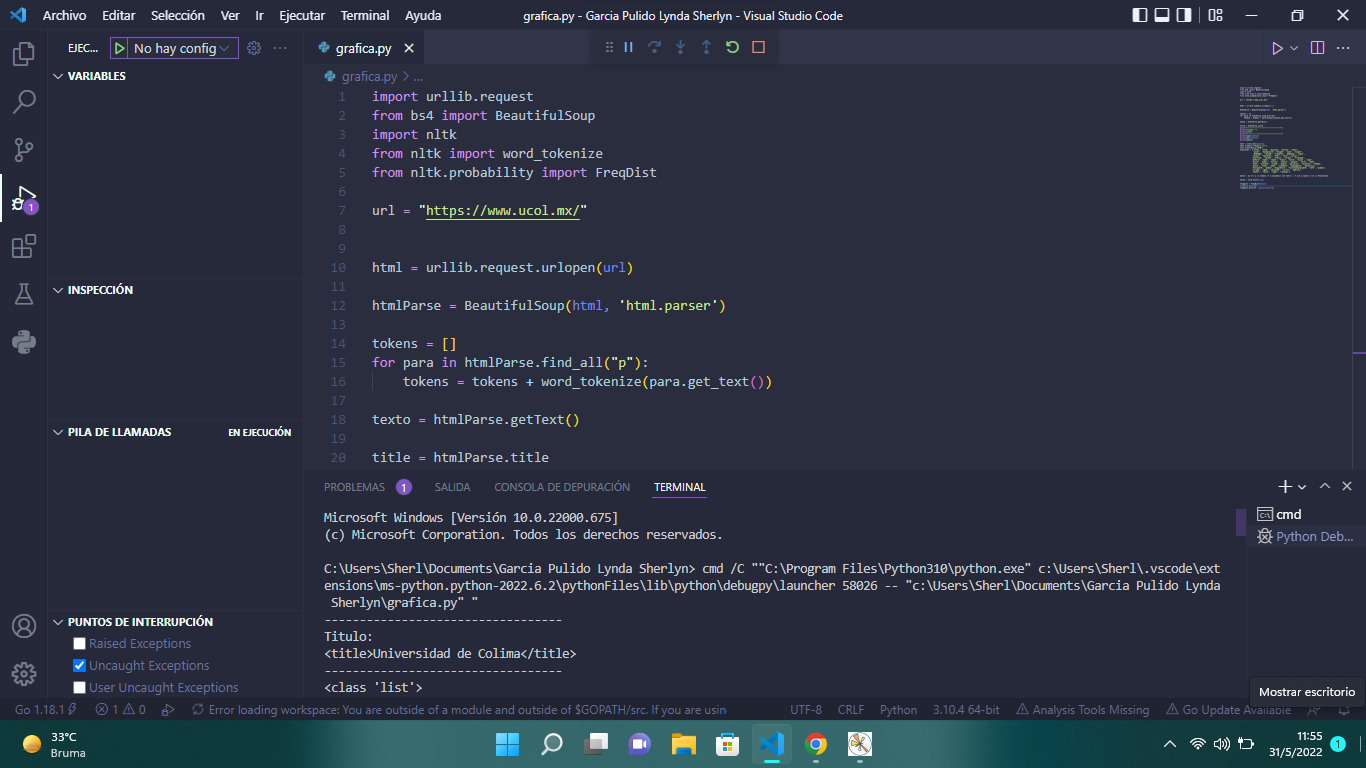 Archivo Editar Selección Ver Ir Ejecutar Terminal Ayuda
grafica.py - Garcia Pulido Lynda Sherlyn - Visual Studio Code
EJEC... No hay config
VARIABLES
INSPECCIÓN
PILA DE LLAMADAS EN EJECUCIÓN
PUNTOS DE INTERRUPCIÓN
Raised Exceptions
Uncaught Exceptions
User Uncaught Exceptions
1
grafica.py
grafica.py > ...
1 import urllib.request
2 from bs4 import BeautifulSoup
3 import nltk
4 from nltk import word_tokenize
5 from nltk.probability import FreqDist
6
7 url = "https://www.ucol.mx/"
8
9
10 html = urllib.request.urlopen(url)
11
12 htmlParse = BeautifulSoup(html, 'html.parser')
13
14 tokens = []
15 for para in htmlParse.find_all("p"):
16 tokens = tokens + word_tokenize(para.get_text())
17
18 texto = htmlParse.getText()
19
20 title = htmlParse.title
PROBLEMAS 1 SALIDA CONSOLA DE DEPURACIÓN TERMINAL
Microsoft Windows [Versión 10.0.22000.675]
(c) Microsoft Corporation. Todos los derechos reservados.
C:\Users\Sherl\Documents\Garcia Pulido Lynda Sherlyn> cmd /C ""C:\Program Files\Python310\python.exe" c:\Users\Sherl\.vscode\ext
ensions\ms-python.python-2022.6.2\pythonFiles\lib\python\debugpy\launcher 58026 -- "c:\Users\Sherl\Documents\Garcia Pulido Lynda
Sherlyn\grafica.py" "
-------------------------------
Titulo:
<title>Universidad de Colima</title>
-------------------------------
<class 'list'>
cmd
Python Deb...
Mostrar escritorio
Go 1.18.1 1 0 Error loading workspace: You are outside of a module and outside of $GOPATH/src. If you are usin
UTF-8 CRLF Python 3.10.4 64-bit Analysis Tools Missing Go Update Available
33°C
Bruma
11:55
31/5/2022
1